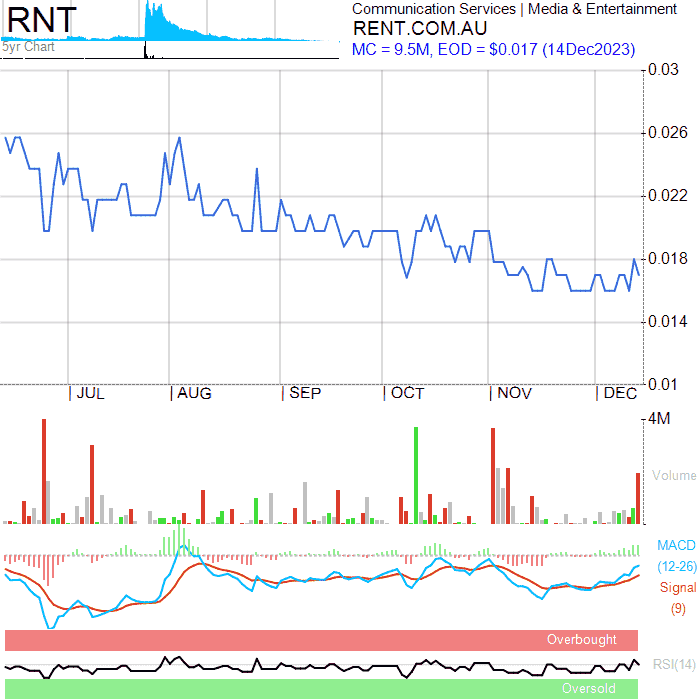 RNT
Communication Services | Media & Entertainment
RENT.COM.AU
5yr Chart
MC = 9.5M, EOD = $0.017 (14Dec2023)
0.03
0.026
0.022
0.018
0.014
0.01
JUL
AUG
SEP
OCT
NOV
DEC
4M
Volume
MACD
(12-26)
Signal
(9)
Overbought
RSI(14)
Oversold